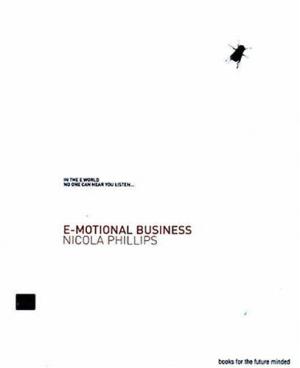 IN THE E WORLD
NO ONE CAN HEAR YOU LISTEN...
E-MOTIONAL BUSINESS
NICOLA PHILLIPS
books for the future minded